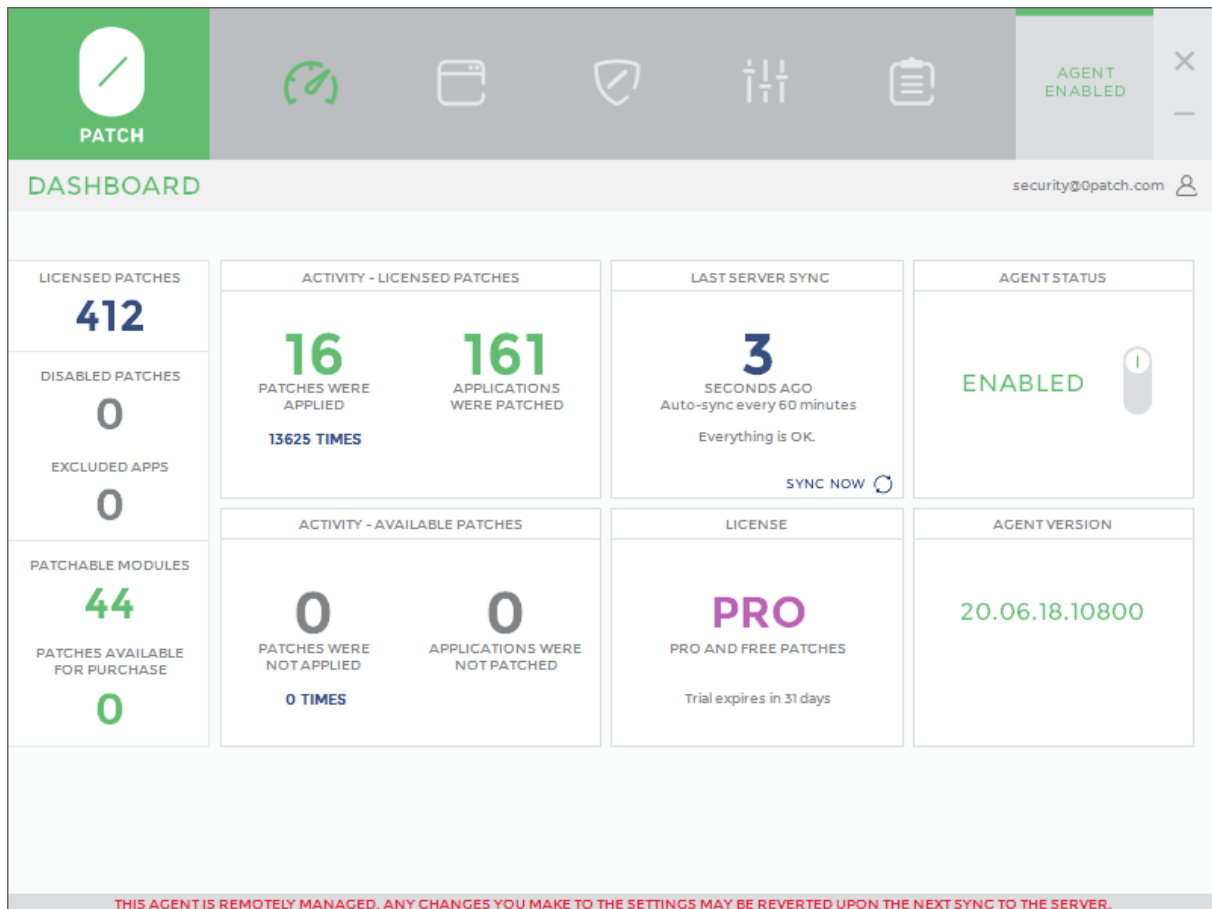 PATCH
AGENT
ENABLED
DASHBOARD
security@0patch.com
LICENSED PATCHES
412
DISABLED PATCHES
0
EXCLUDED APPS
0
PATCHABLE MODULES
44
PATCHES AVAILABLE
FOR PURCHASE
0
ACTIVITY - LICENSED PATCHES
16
PATCHES WERE
APPLIED
13625 TIMES
161
APPLICATIONS
WERE PATCHED
LAST SERVER SYNC
3
SECONDS AGO
Auto-sync every 60 minutes
Everything is OK.
SYNC NOW
AGENT STATUS
ENABLED
ACTIVITY - AVAILABLE PATCHES
0
PATCHES WERE
NOT APPLIED
0 TIMES
0
APPLICATIONS WERE
NOT PATCHED
LICENSE
PRO
PRO AND FREE PATCHES
Trial expires in 31 days
AGENT VERSION
20.06.18.10800
THIS AGENT IS REMOTELY MANAGED. ANY CHANGES YOU MAKE TO THE SETTINGS MAY BE REVERTED UPON THE NEXT SYNC TO THE SERVER.